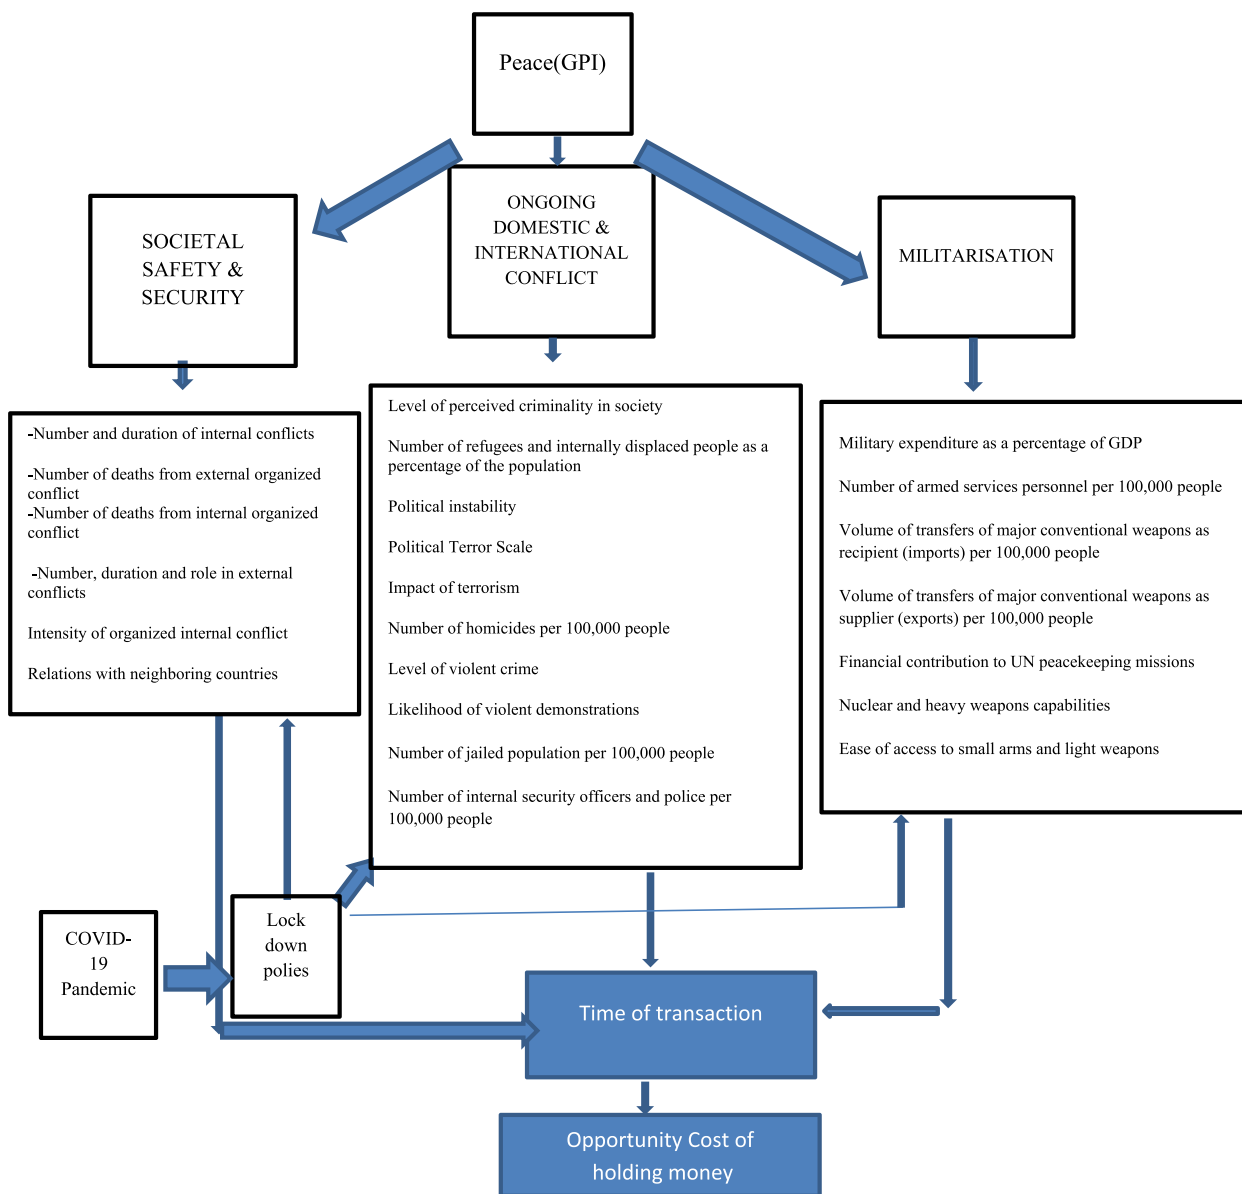 Peace(GPI)
SOCIETAL
SAFETY &
SECURITY
ONGOING
DOMESTIC &
INTERNATIONAL
CONFLICT
MILITARISATION
-Number and duration of internal conflicts
-Number of deaths from external organized
conflict
-Number of deaths from internal organized
conflict
-Number, duration and role in external
conflicts
Intensity of organized internal conflict
Relations with neighboring countries
Level of perceived criminality in society
Number of refugees and internally displaced people as a
percentage of the population
Political instability
Political Terror Scale
Impact of terrorism
Number of homicides per 100,000 people
Level of violent crime
Likelihood of violent demonstrations
Number of jailed population per 100,000 people
Number of internal security officers and police per
100,000 people
Military expenditure as a percentage of GDP
Number of armed services personnel per 100,000 people
Volume of transfers of major conventional weapons as
recipient (imports) per 100,000 people
Volume of transfers of major conventional weapons as
supplier (exports) per 100,000 people
Financial contribution to UN peacekeeping missions
Nuclear and heavy weapons capabilities
Ease of access to small arms and light weapons
COVID-
19
Pandemic
Lock
down
polies
Time of transaction
Opportunity Cost of
holding money